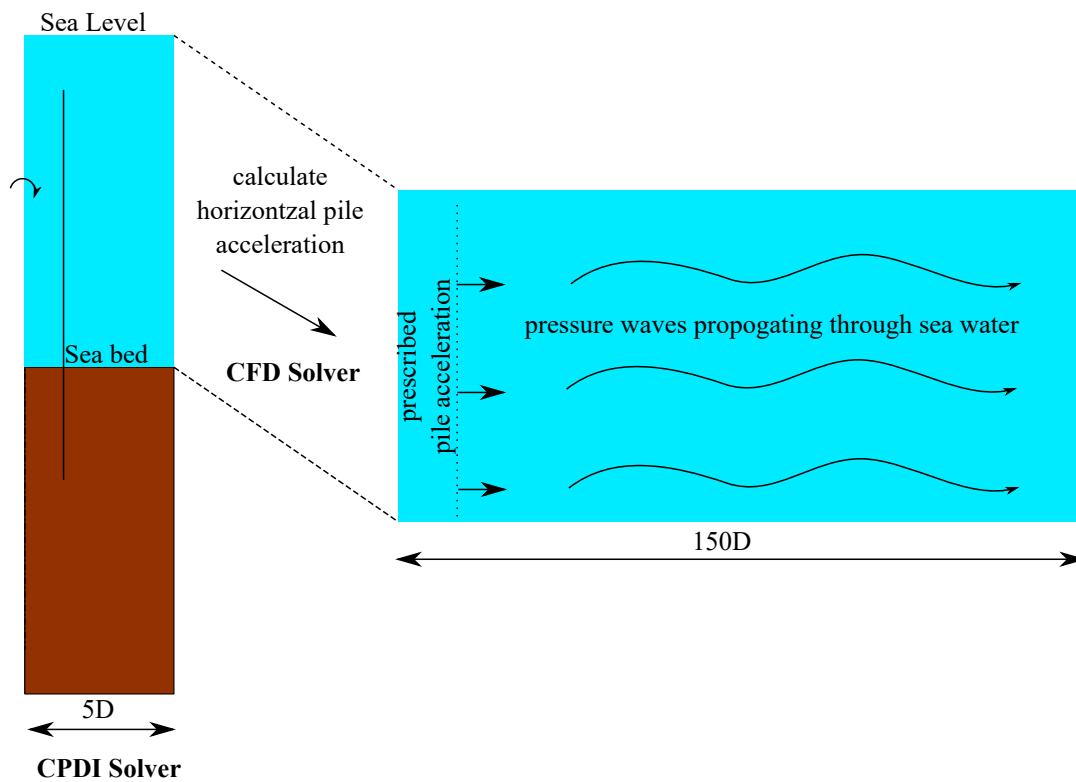 Sea Level
calculate
horizontzal pile
acceleration
Sea bed
CFD Solver
prescribed
pile acceleration
pressure waves propogating through sea water
150D
5D
CPDI Solver